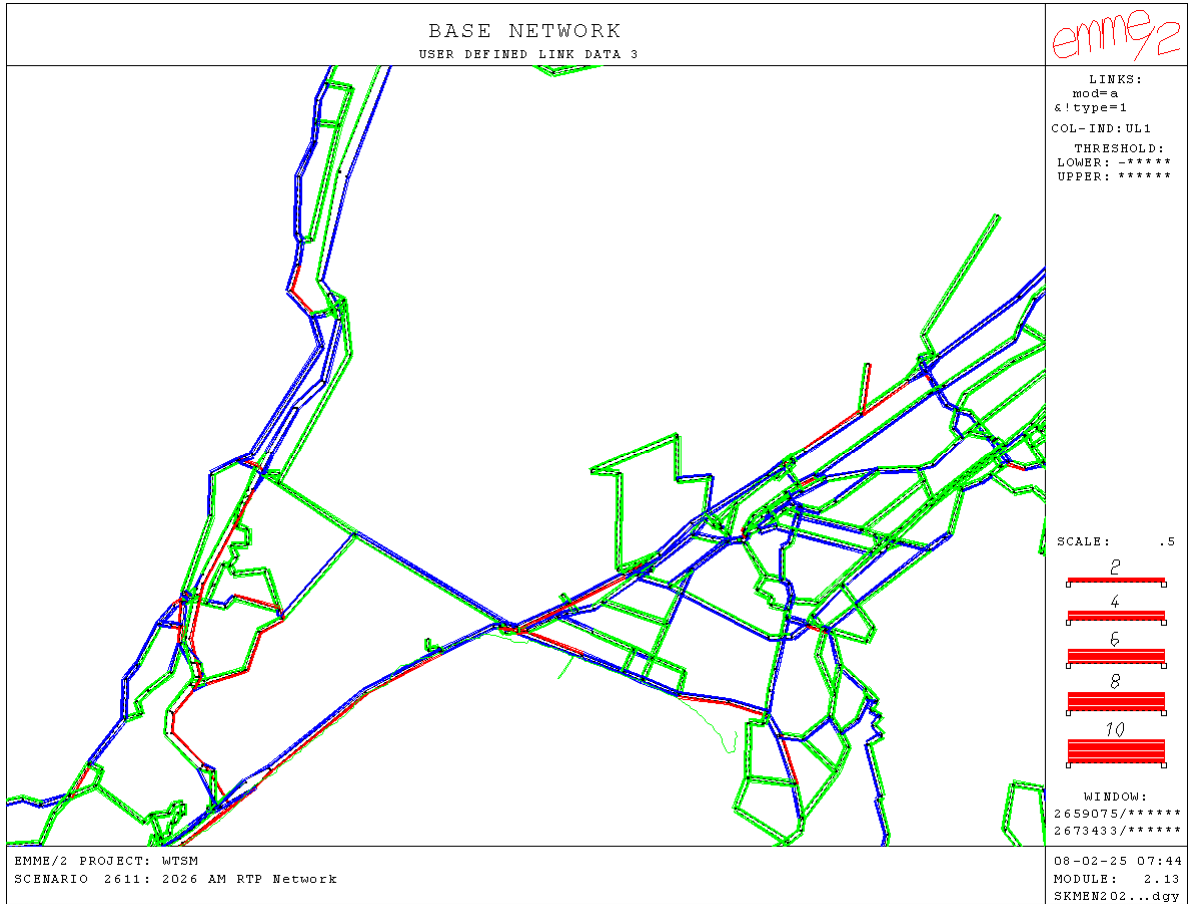 BASE NETWORK
USER DEFINED LINK DATA 3
emme/2
LINKS:
mod=a
&!type=1
COL-IND:UL1
THRESHOLD:
LOWER: -*****
UPPER: ******
SCALE: .5
2
4
6
8
10
WINDOW:
2659075/******
2673433/******
EMME/2 PROJECT: WTSM
SCENARIO 2611: 2026 AM RTP Network
08-02-25 07:44
MODULE: 2.13
SKMEN202...dgy